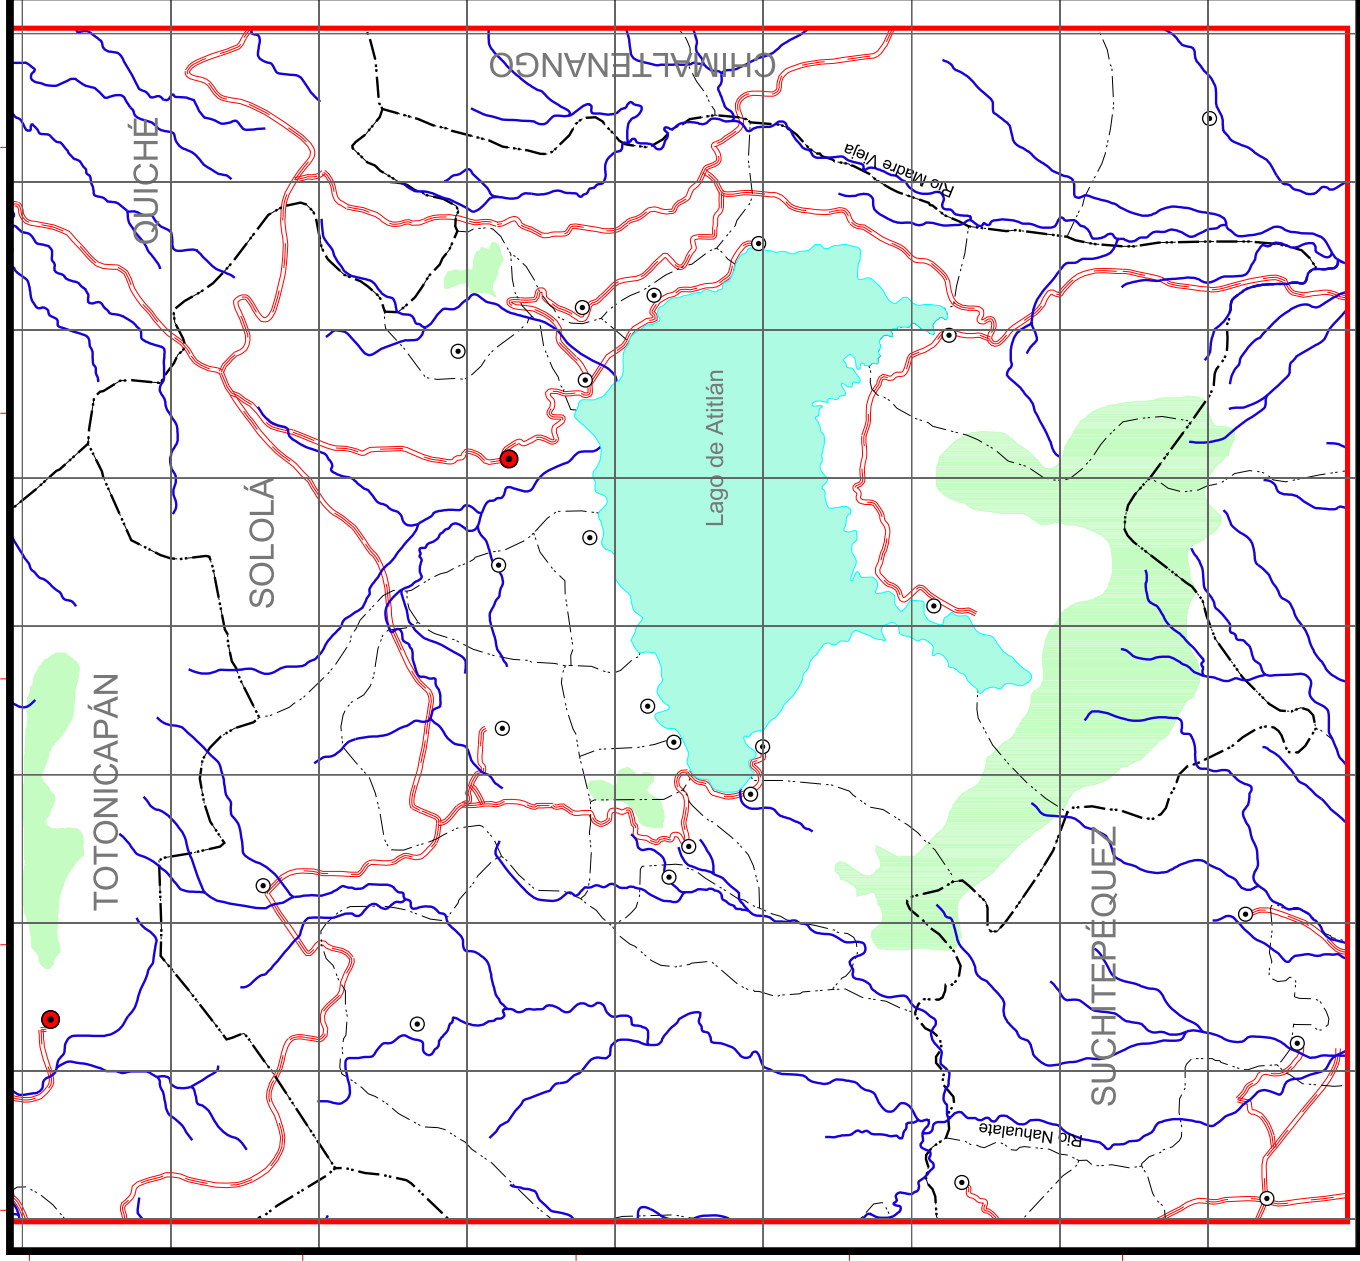 CHIMALTENANGO
QUICHÉ
Río Madre Vieja
Lago de Atitlán
SOLOLÁ
TOTONICAPÁN
SUCHITEPÉQUEZ
Río Nahualate